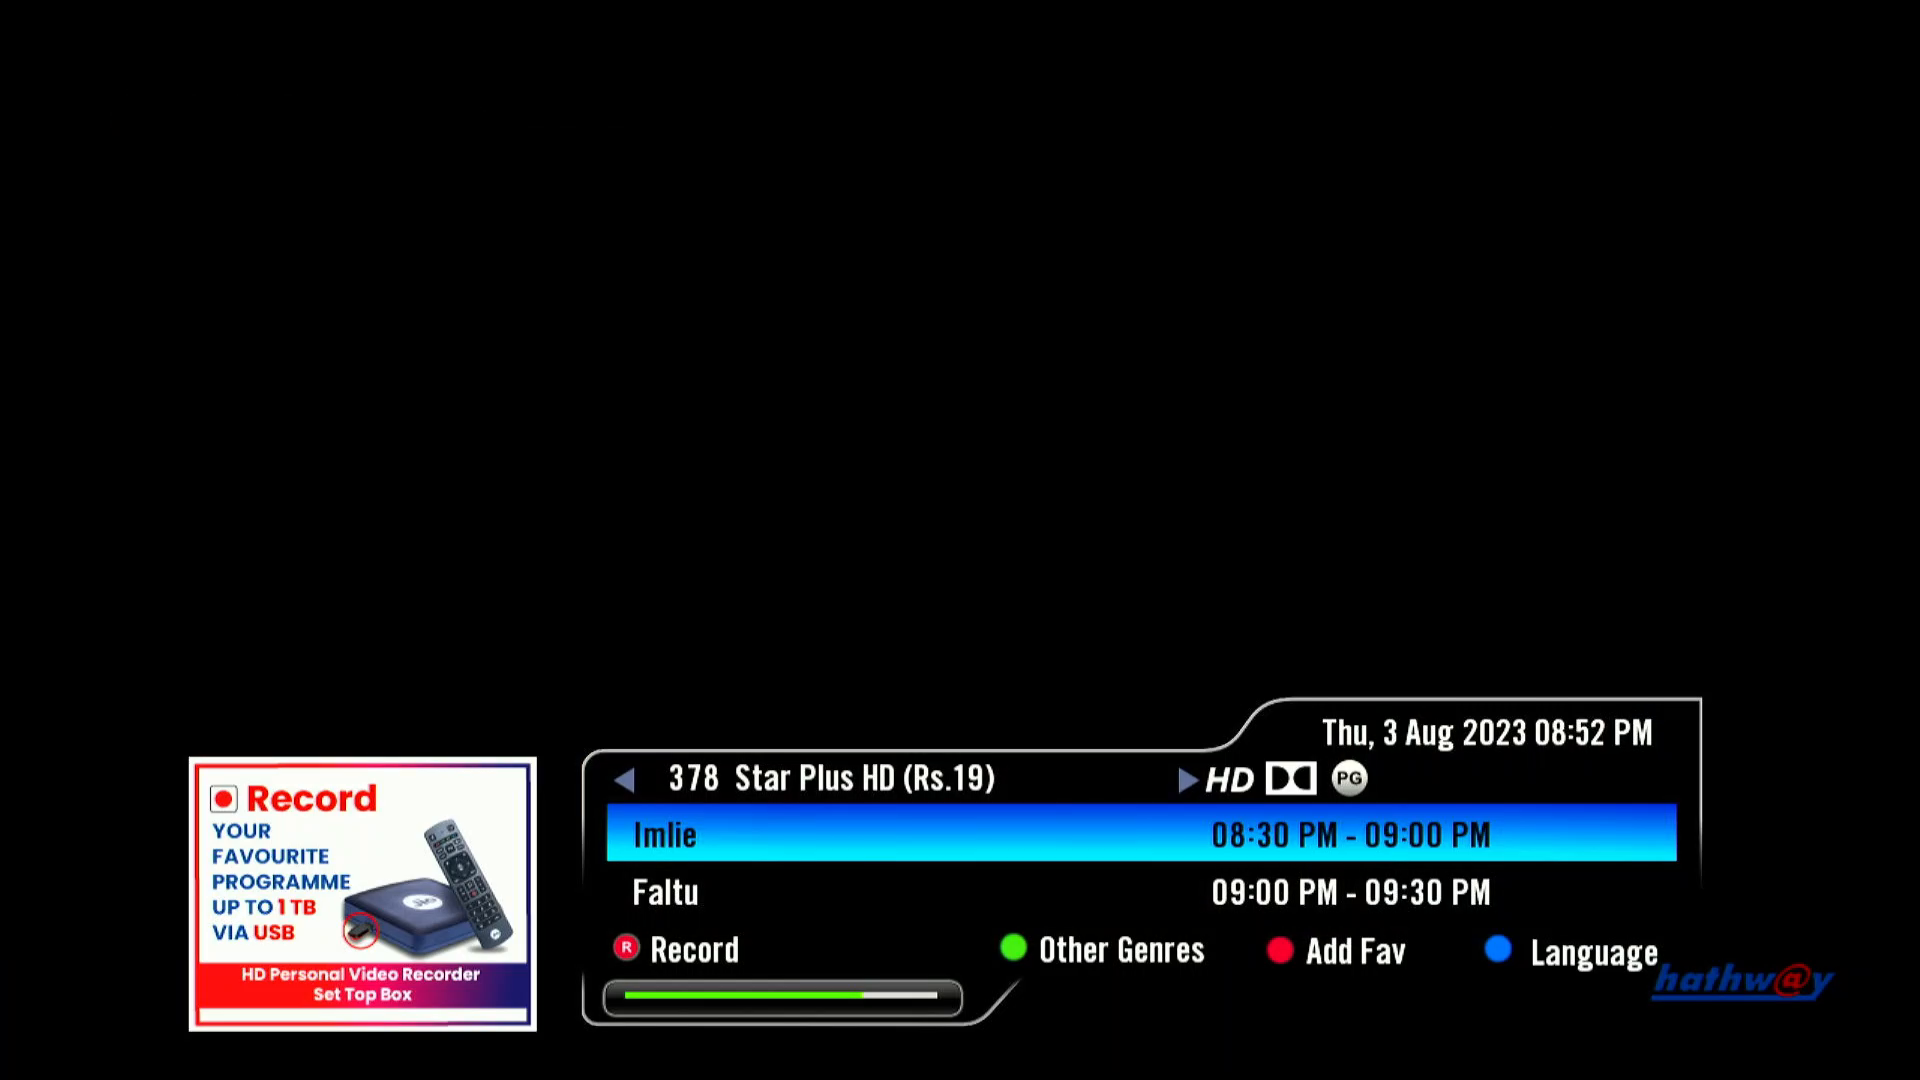 Thu, 3 Aug 2023 08:52 PM
378 Star Plus HD (Rs.19) HD PG
Imlie 08:30 PM - 09:00 PM
Faltu 09:00 PM - 09:30 PM
R Record Other Genres Add Fav Language
hathw@y
Record
YOUR
FAVOURITE
PROGRAMME
UP TO 1 TB
VIA USB
Jio
HD Personal Video Recorder
Set Top Box